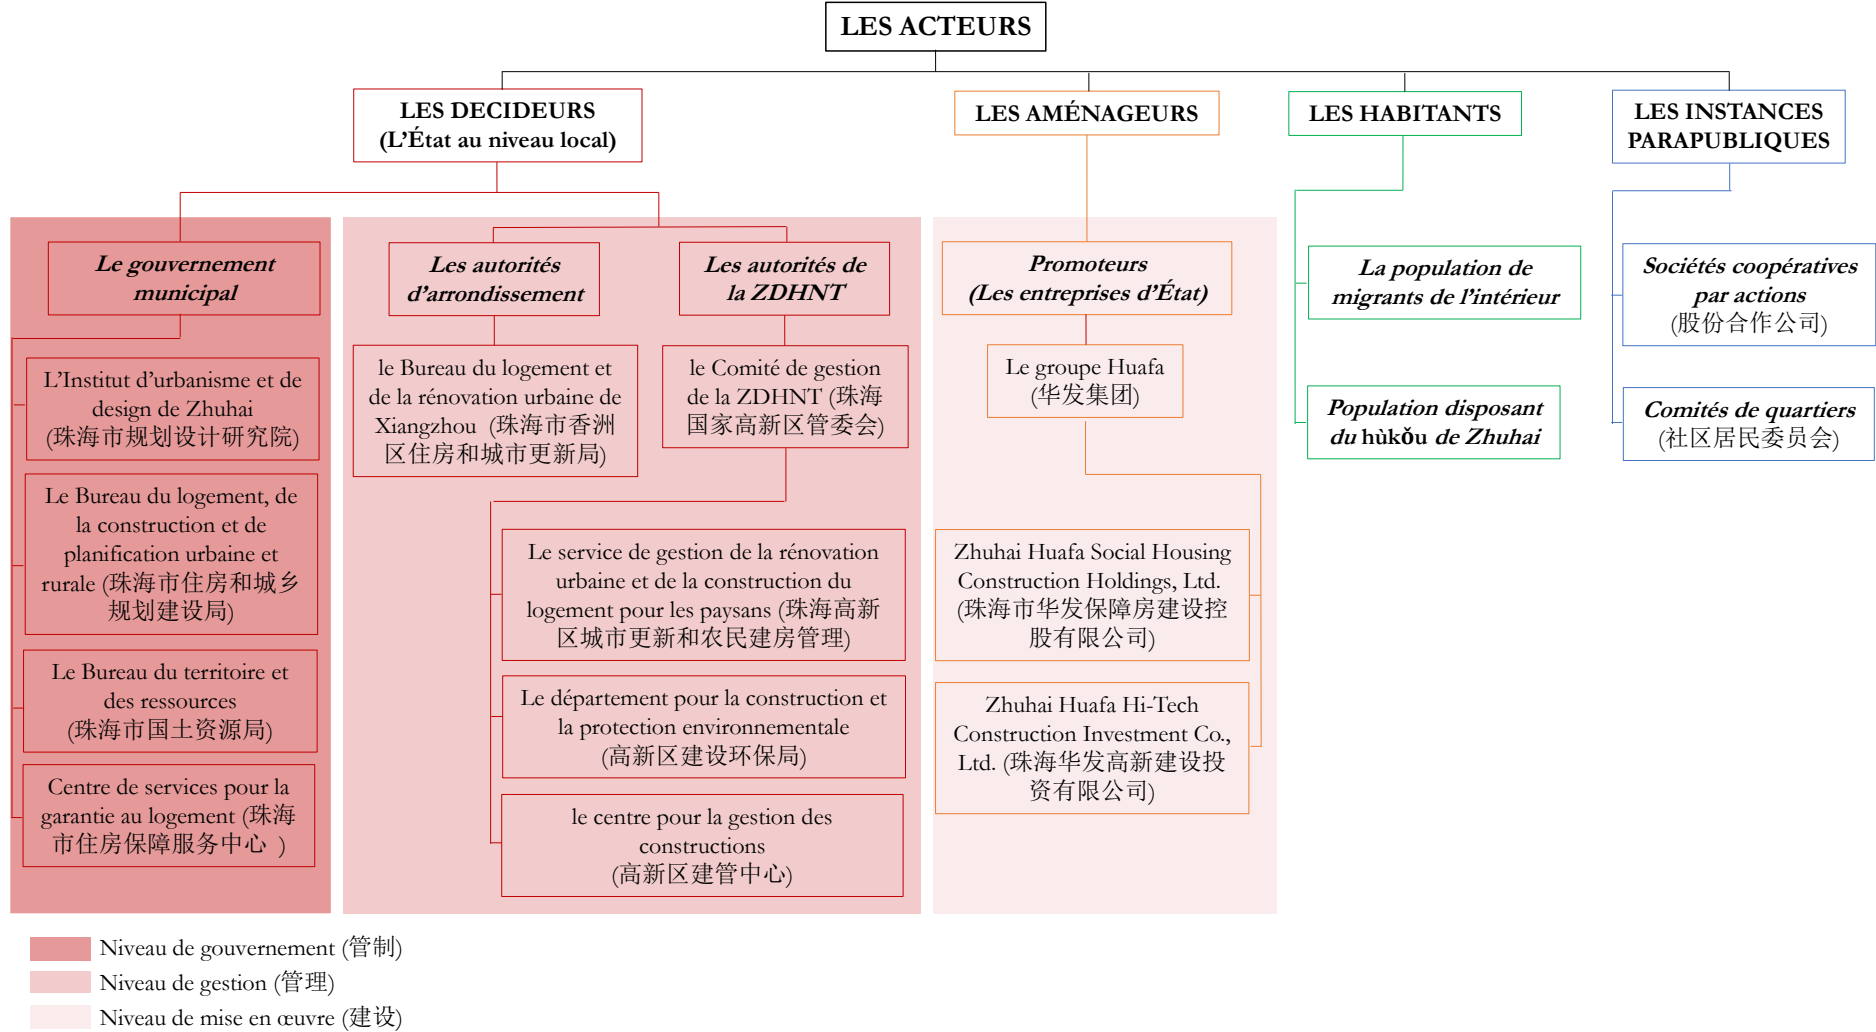 LES ACTEURS
LES DECIDEURS
(L'État au niveau local)
LES AMÉNAGEURS
LES HABITANTS
LES INSTANCES
PARAPUBLIQUES
Le gouvernement
municipal
L'Institut d'urbanisme et de
design de Zhuhai
(珠海市规划设计研究院)
Le Bureau du logement, de
la construction et de
planification urbaine et
rurale (珠海市住房和城乡
规划建设局)
Le Bureau du territoire et
des ressources
(珠海市国土资源局)
Centre de services pour la
garantie au logement (珠海
市住房保障服务中心 )
Les autorités
d'arrondissement
le Bureau du logement et
de la rénovation urbaine de
Xiangzhou (珠海市香洲
区住房和城市更新局)
Les autorités de
la ZDHNT
le Comité de gestion
de la ZDHNT (珠海
国家高新区管委会)
Le service de gestion de la rénovation
urbaine et de la construction du
logement pour les paysans (珠海高新
区城市更新和农民建房管理)
Le département pour la construction et
la protection environnementale
(高新区建设环保局)
le centre pour la gestion des
constructions
(高新区建管中心)
Promoteurs
(Les entreprises d'État)
Le groupe Huafa
(华发集团)
Zhuhai Huafa Social Housing
Construction Holdings, Ltd.
(珠海市华发保障房建设控
股有限公司)
Zhuhai Huafa Hi-Tech
Construction Investment Co.,
Ltd. (珠海华发高新建设投
资有限公司)
La population de
migrants de l'intérieur
Population disposant
du hùkǒu de Zhuhai
Sociétés coopératives
par actions
(股份合作公司)
Comités de quartiers
(社区居民委员会)
Niveau de gouvernement (管制)
Niveau de gestion (管理)
Niveau de mise en œuvre (建设)